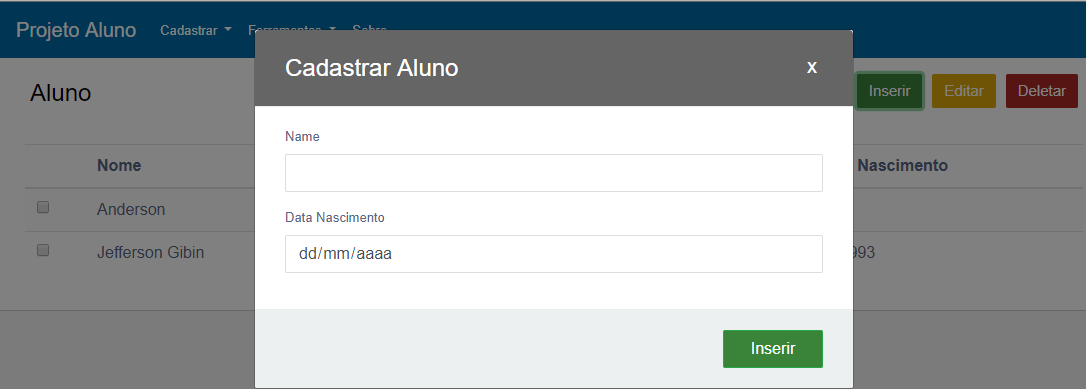 Projeto Aluno Cadastrar Ferramentas Sobre
Aluno
Inserir Editar Deletar
Cadastrar Aluno X
Name
Data Nascimento
dd/mm/aaaa
Inserir
Nome Nascimento
Anderson
Jefferson Gibin 993